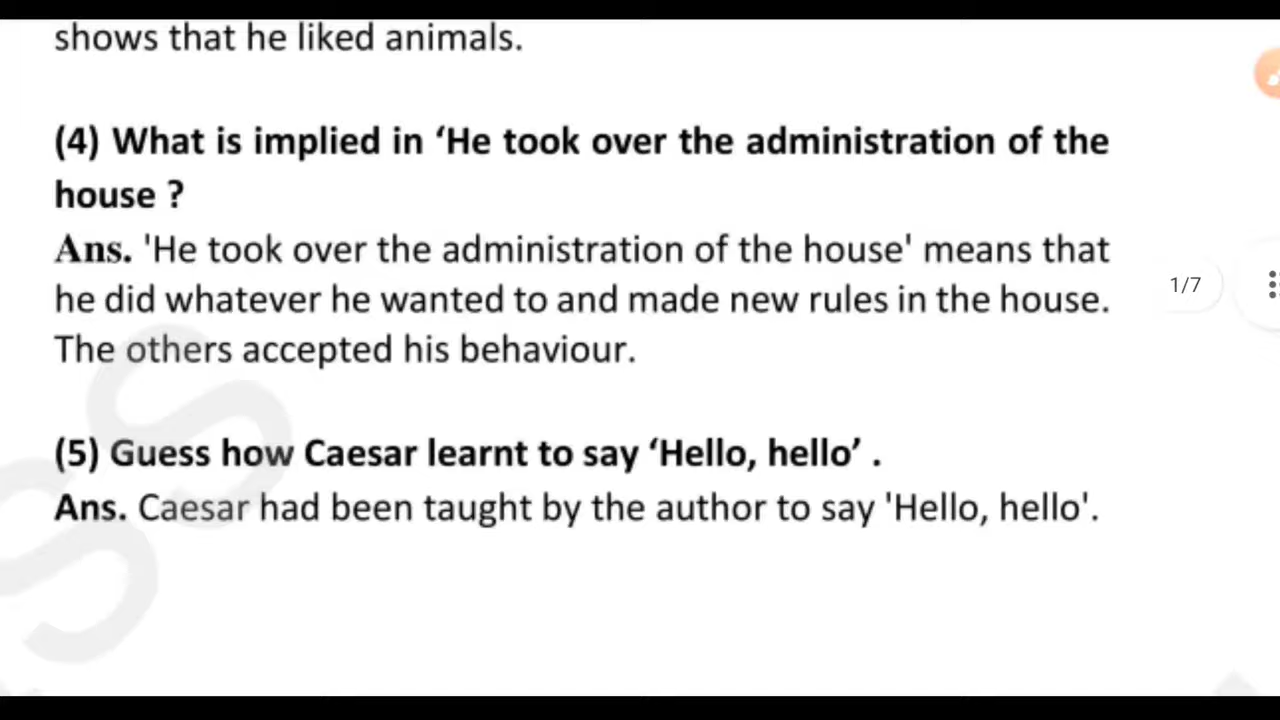 shows that he liked animals.
(4) What is implied in ‘He took over the administration of the
house ?
Ans. 'He took over the administration of the house' means that
he did whatever he wanted to and made new rules in the house.
The others accepted his behaviour.
1/7
(5) Guess how Caesar learnt to say ‘Hello, hello’ .
Ans. Caesar had been taught by the author to say 'Hello, hello'.